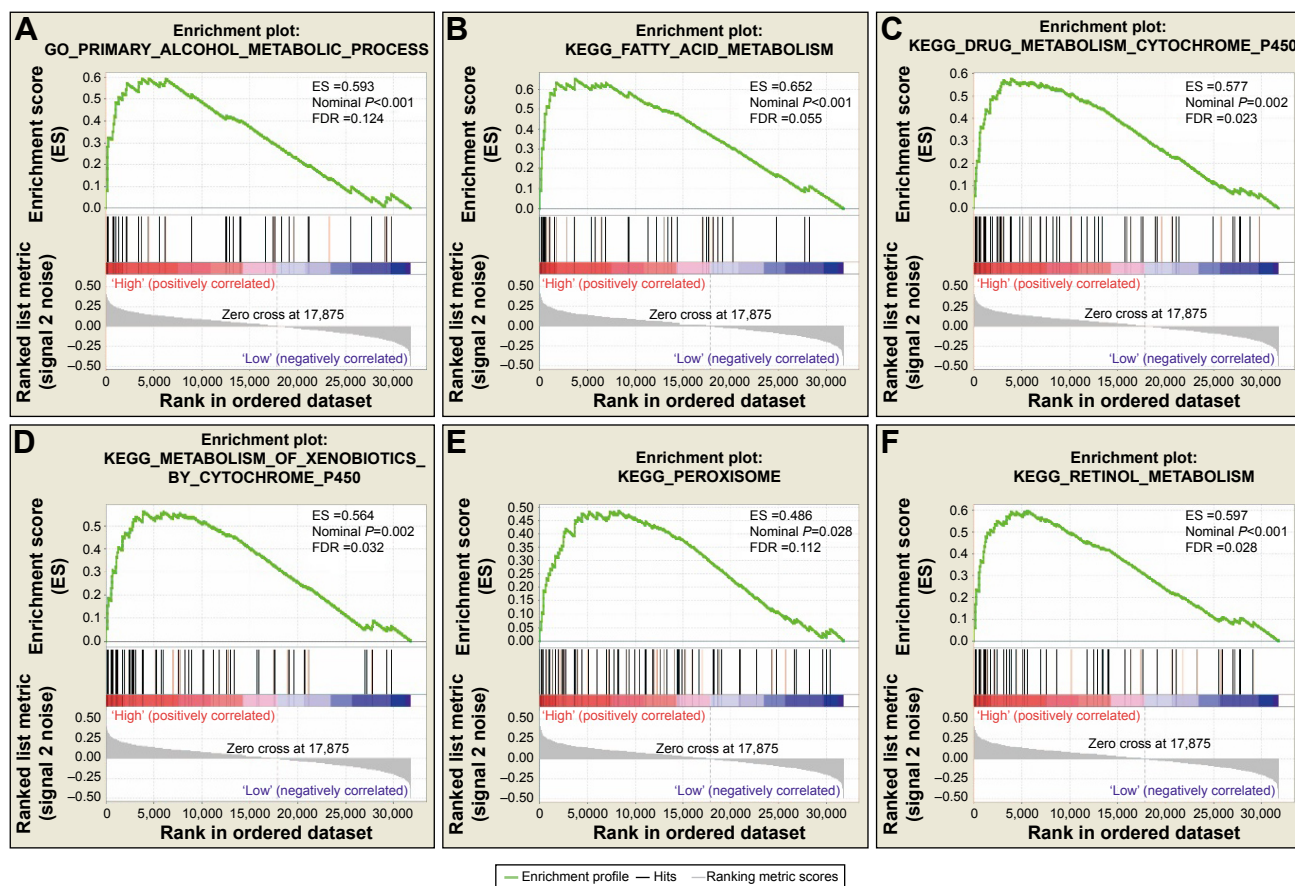 A
Enrichment plot:
GO_PRIMARY_ALCOHOL_METABOLIC_PROCESS
Enrichment score
(ES)
0.6
0.5
0.4
0.3
0.2
0.1
0.0
ES =0.593
Nominal P<0.001
FDR =0.124
Ranked list metric
(signal 2 noise)
0.50
0.25
0.00
–0.25
–0.50
'High' (positively correlated)
Zero cross at 17,875
'Low' (negatively correlated)
0 5,000 10,000 15,000 20,000 25,000 30,000
Rank in ordered dataset
B
Enrichment plot:
KEGG_FATTY_ACID_METABOLISM
Enrichment score
(ES)
0.6
0.5
0.4
0.3
0.2
0.1
0.0
ES =0.652
Nominal P<0.001
FDR =0.055
Ranked list metric
(signal 2 noise)
0.50
0.25
0.00
–0.25
–0.50
'High' (positively correlated)
Zero cross at 17,875
'Low' (negatively correlated)
0 5,000 10,000 15,000 20,000 25,000 30,000
Rank in ordered dataset
C
Enrichment plot:
KEGG_DRUG_METABOLISM_CYTOCHROME_P450
Enrichment score
(ES)
0.6
0.5
0.4
0.3
0.2
0.1
0.0
ES =0.577
Nominal P=0.002
FDR =0.023
Ranked list metric
(signal 2 noise)
0.50
0.25
0.00
–0.25
–0.50
'High' (positively correlated)
Zero cross at 17,875
'Low' (negatively correlated)
0 5,000 10,000 15,000 20,000 25,000 30,000
Rank in ordered dataset
D
Enrichment plot:
KEGG_METABOLISM_OF_XENOBIOTICS_
BY_CYTOCHROME_P450
Enrichment score
(ES)
0.5
0.4
0.3
0.2
0.1
0.0
ES =0.564
Nominal P=0.002
FDR =0.032
Ranked list metric
(signal 2 noise)
0.50
0.25
0.00
–0.25
–0.50
'High' (positively correlated)
Zero cross at 17,875
'Low' (negatively correlated)
0 5,000 10,000 15,000 20,000 25,000 30,000
Rank in ordered dataset
E
Enrichment plot:
KEGG_PEROXISOME
Enrichment score
(ES)
0.50
0.45
0.40
0.35
0.30
0.25
0.20
0.15
0.10
0.05
0.00
ES =0.486
Nominal P=0.028
FDR =0.112
Ranked list metric
(signal 2 noise)
0.50
0.25
0.00
–0.25
–0.50
'High' (positively correlated)
Zero cross at 17,875
'Low' (negatively correlated)
0 5,000 10,000 15,000 20,000 25,000 30,000
Rank in ordered dataset
F
Enrichment plot:
KEGG_RETINOL_METABOLISM
Enrichment score
(ES)
0.6
0.5
0.4
0.3
0.2
0.1
0.0
ES =0.597
Nominal P<0.001
FDR =0.028
Ranked list metric
(signal 2 noise)
0.50
0.25
0.00
–0.25
–0.50
'High' (positively correlated)
Zero cross at 17,875
'Low' (negatively correlated)
0 5,000 10,000 15,000 20,000 25,000 30,000
Rank in ordered dataset
Enrichment profile Hits Ranking metric scores